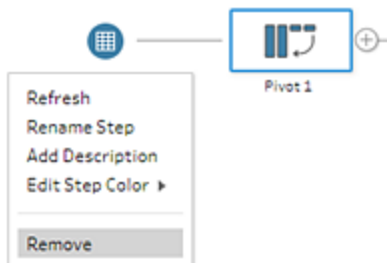 Pivot 1
Refresh
Rename Step
Add Description
Edit Step Color
Remove